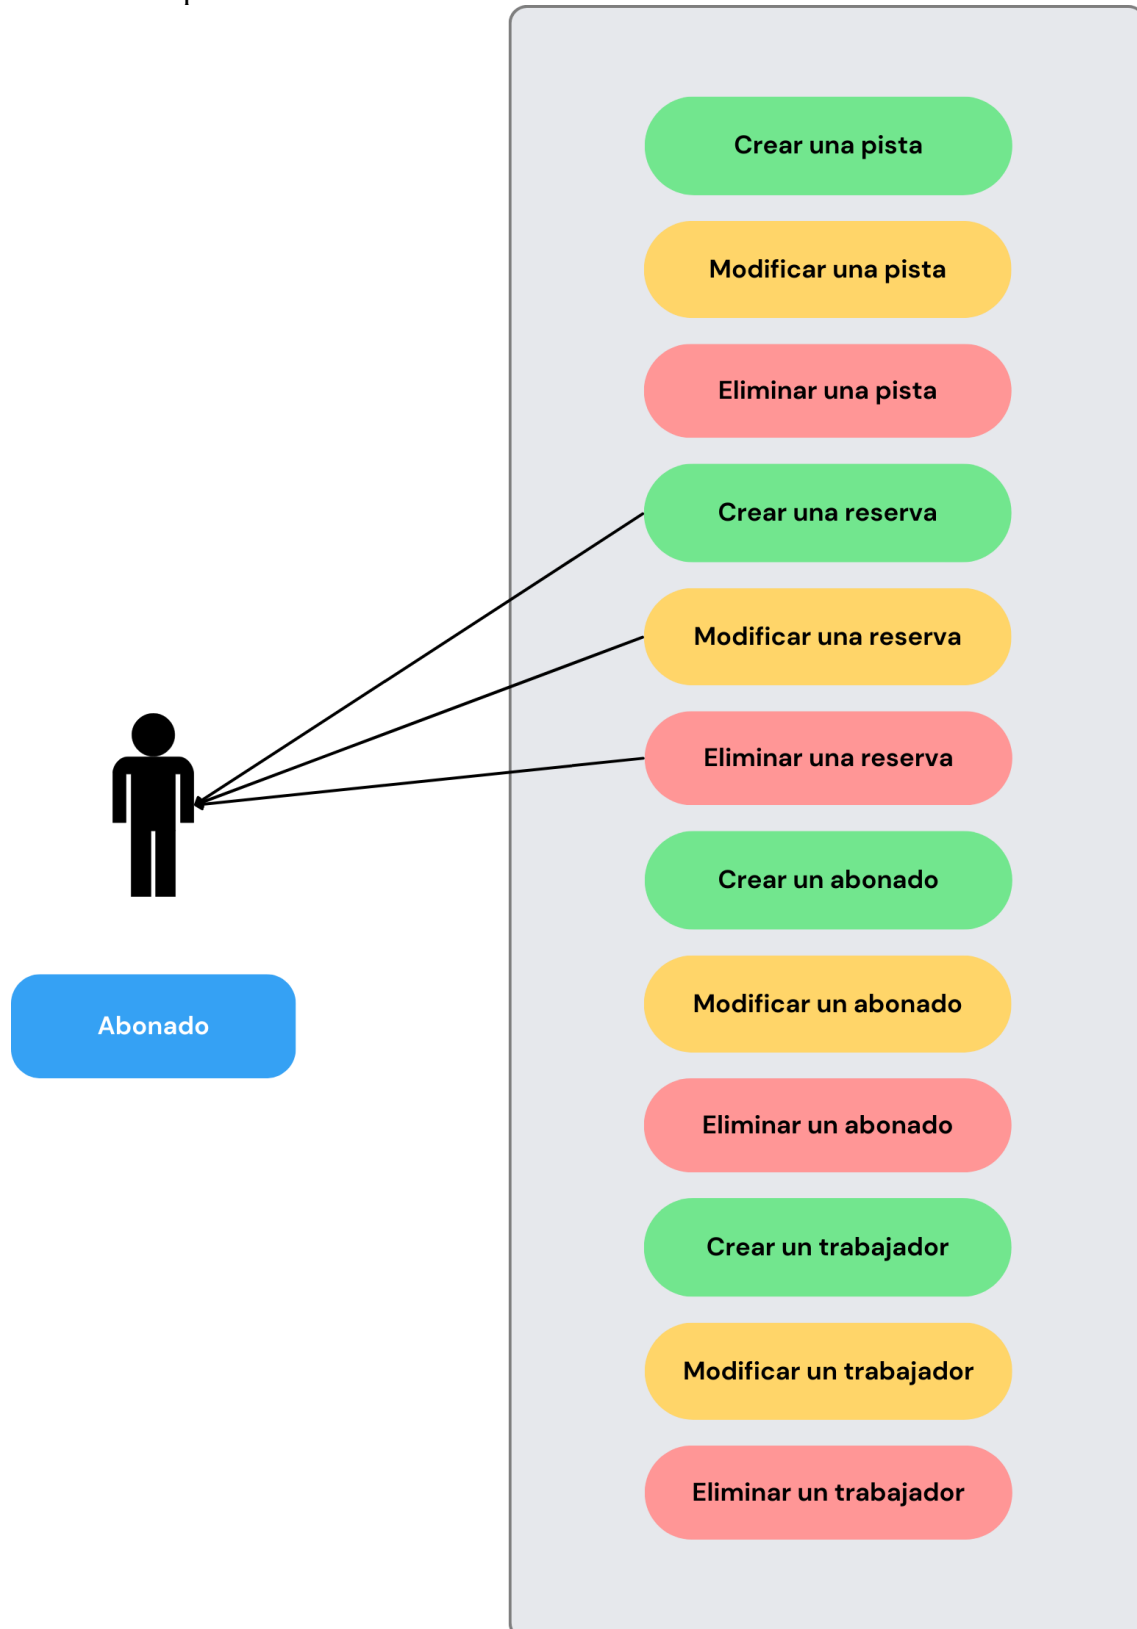 Crear una pista
Modificar una pista
Eliminar una pista
Crear una reserva
Modificar una reserva
Eliminar una reserva
Crear un abonado
Abonado
Modificar un abonado
Eliminar un abonado
Crear un trabajador
Modificar un trabajador
Eliminar un trabajador